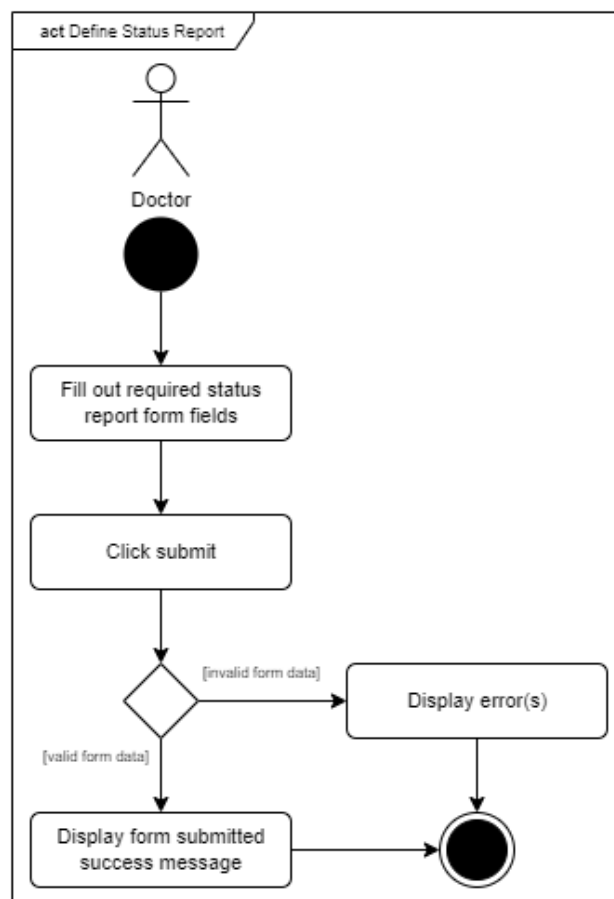 act Define Status Report
Doctor
Fill out required status
report form fields
Click submit
[invalid form data]
Display error(s)
[valid form data]
Display form submitted
success message